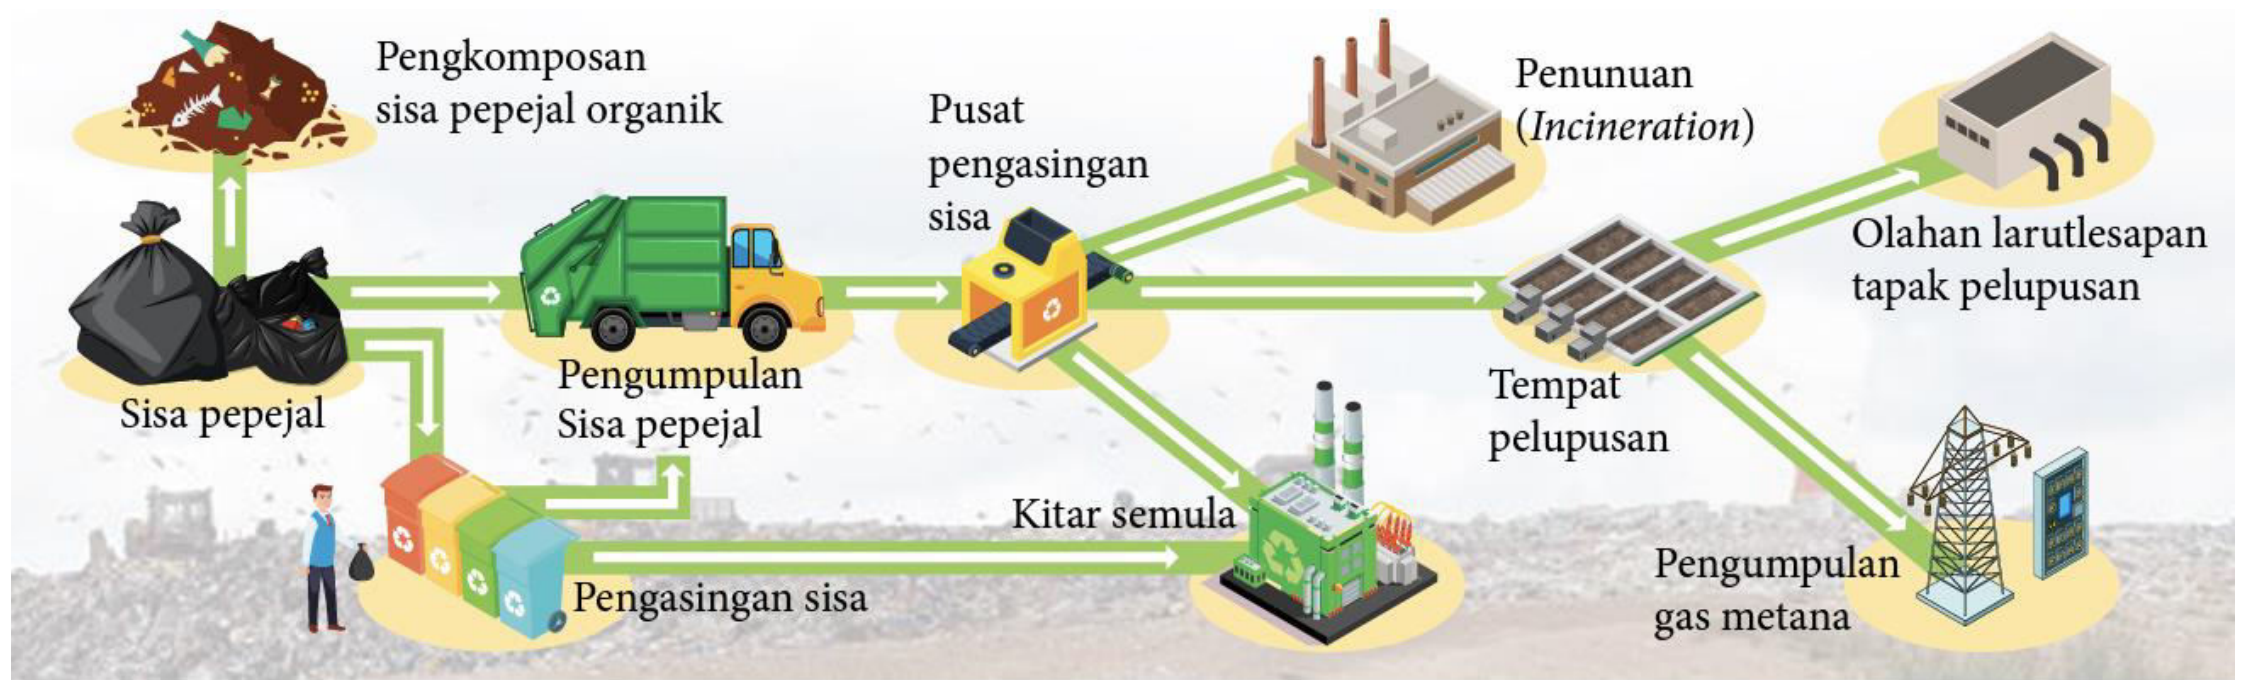 Pengkomposan
sisa pepejal organik
Sisa pepejal
Pengumpulan
Sisa pepejal
Pengasingan sisa
Pusat
pengasingan
sisa
Kitar semula
Penunuan
(Incineration)
Tempat
pelupusan
Olahan larutlesapan
tapak pelupusan
Pengumpulan
gas metana